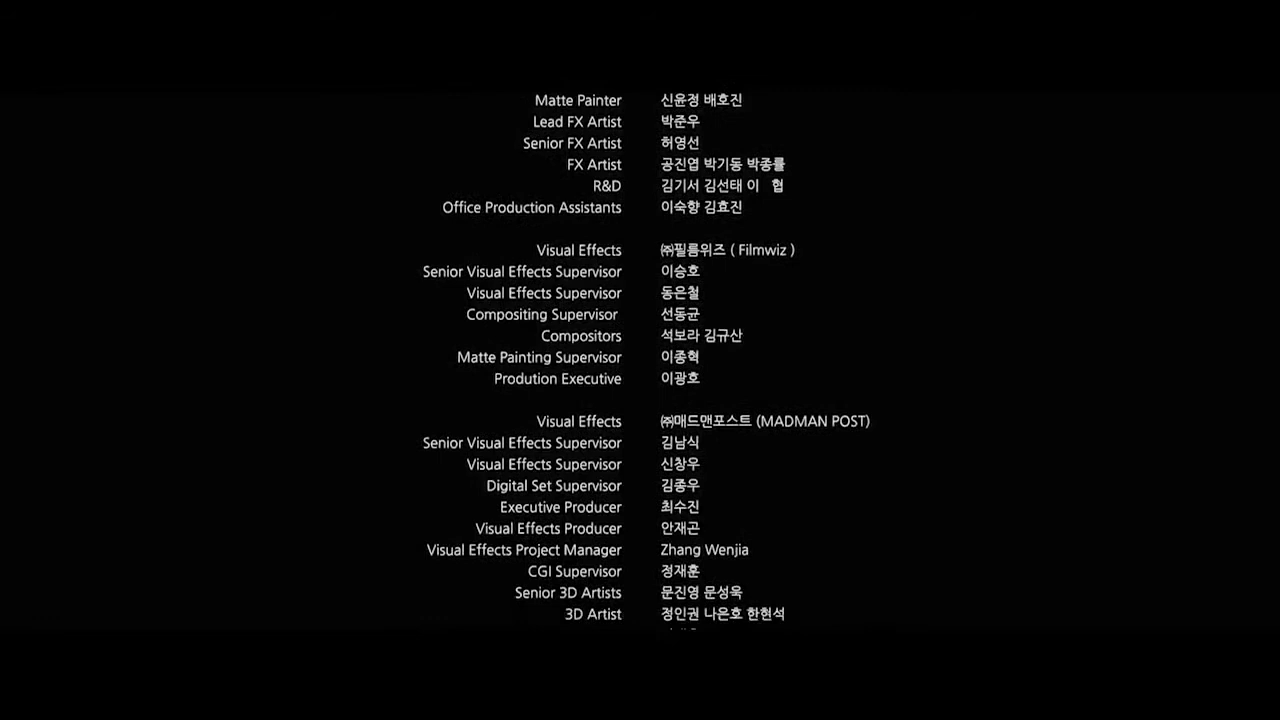 Matte Painter 신윤정 배호진
Lead FX Artist 박준우
Senior FX Artist 허영선
FX Artist 공진엽 박기동 박종률
R&D 김기서 김선태 이 협
Office Production Assistants 이숙향 김효진
Visual Effects ㈜필름위즈 ( Filmwiz )
Senior Visual Effects Supervisor 이승호
Visual Effects Supervisor 동은철
Compositing Supervisor 선동균
Compositors 석보라 김규산
Matte Painting Supervisor 이종혁
Prodution Executive 이광호
Visual Effects ㈜매드맨포스트 (MADMAN POST)
Senior Visual Effects Supervisor 김남식
Visual Effects Supervisor 신창우
Digital Set Supervisor 김종우
Executive Producer 최수진
Visual Effects Producer 안재곤
Visual Effects Project Manager Zhang Wenjia
CGI Supervisor 정재훈
Senior 3D Artists 문진영 문성욱
3D Artist 정인권 나은호 한현석